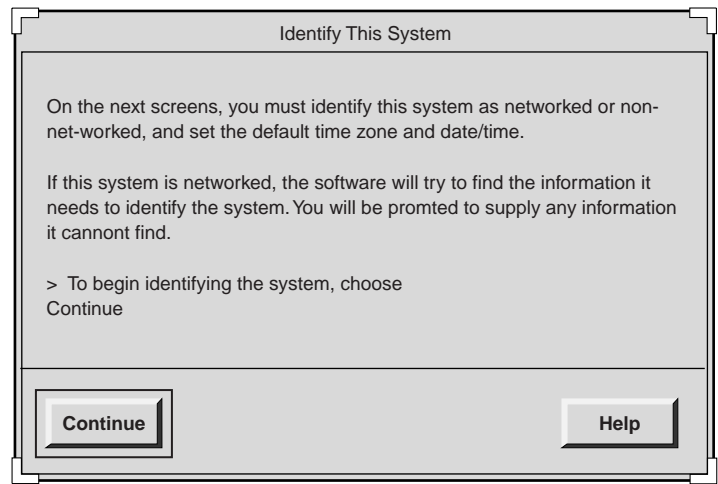 Identify This System
On the next screens, you must identify this system as networked or non-
net-worked, and set the default time zone and date/time.
If this system is networked, the software will try to find the information it
needs to identify the system. You will be promted to supply any information
it cannont find.
> To begin identifying the system, choose
Continue
Continue
Help